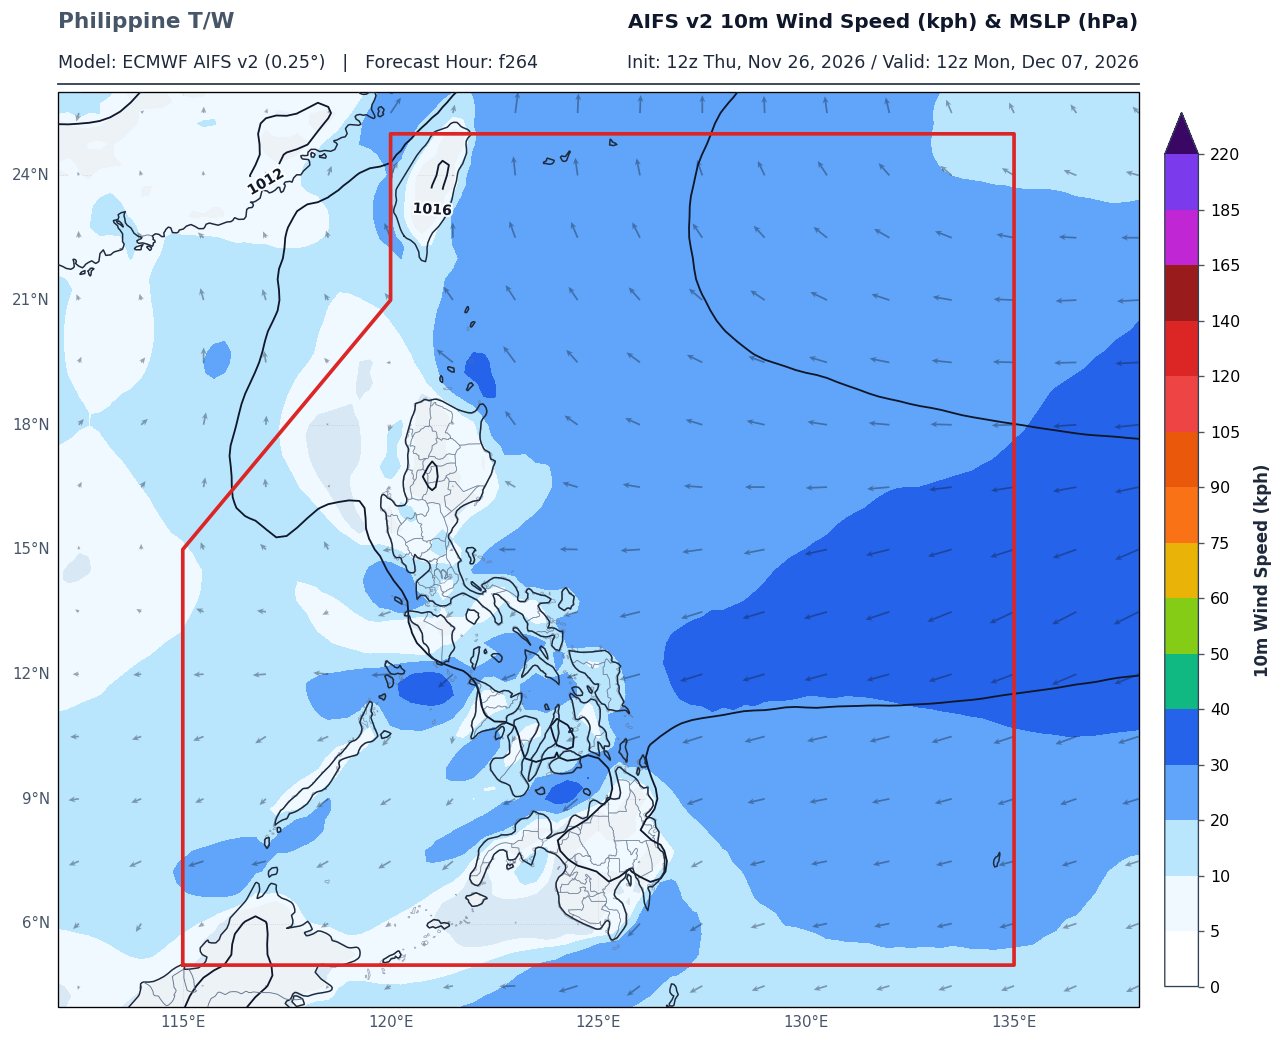 Philippine T/W
AIFS v2 10m Wind Speed (kph) & MSLP (hPa)
Model: ECMWF AIFS v2 (0.25°) | Forecast Hour: f264
Init: 12z Thu, Nov 26, 2026 / Valid: 12z Mon, Dec 07, 2026
24°N
21°N
18°N
15°N
12°N
9°N
6°N
1012
1016
115°E
120°E
125°E
130°E
135°E
220
185
165
140
120
105
90
75
60
50
40
30
20
10
5
0
10m Wind Speed (kph)